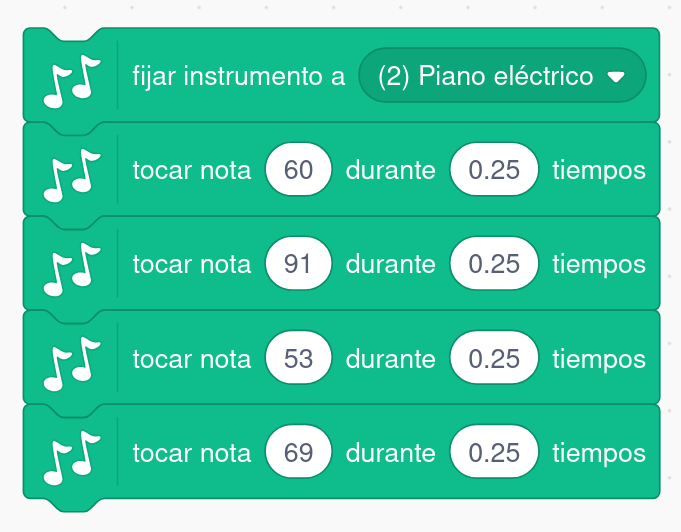 fijar instrumento a (2) Piano eléctrico
tocar nota 60 durante 0.25 tiempos
tocar nota 91 durante 0.25 tiempos
tocar nota 53 durante 0.25 tiempos
tocar nota 69 durante 0.25 tiempos